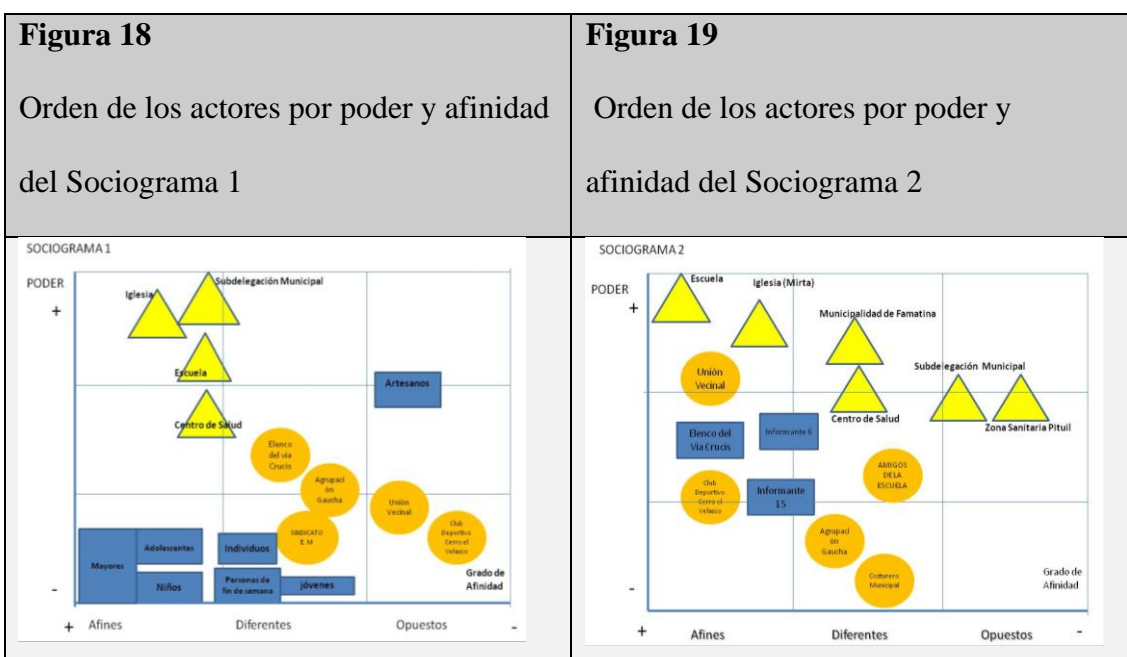 Figura 18
Orden de los actores por poder y afinidad
del Sociograma 1
Figura 19
Orden de los actores por poder y
afinidad del Sociograma 2
SOCIOGRAMA 1
PODER
+
Iglesia
Subdelegación Municipal
Escuela
Artesanos
Centro de Salud
Elenco
del vía
Crucis
Agrupaci
ón
Gaucha
Unión
Vecinal
SINDICATO
E.M
Club
Deportivo
Cerro el
Velazco
Mayores
Adolescentes
Individuos
Niños
Personas de
fin de semana
jóvenes
Grado de
Afinidad
-
+ Afines Diferentes Opuestos -
SOCIOGRAMA 2
PODER
+
Escuela
Iglesia (Mirta)
Municipalidad de Famatina
Unión
Vecinal
Subdelegación Municipal
Centro de Salud
Zona Sanitaria Pituil
Elenco del
Vía Crucis
Informante 6
AMIGOS
DE LA
ESCUELA
Club
Deportivo
Cerro el
Velazco
Informante
15
Agrupaci
ón
Gaucha
Costurero
Municipal
Grado de
Afinidad
-
+ Afines Diferentes Opuestos -